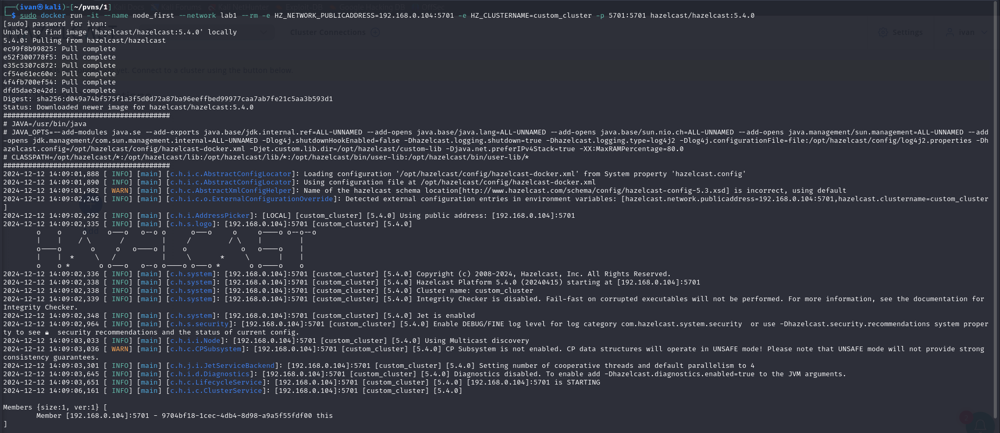 ┌──(ivan㉿kali)-[~/pvns/1]
└─$ sudo docker run -it --name node_first --network lab1 --rm -e HZ_NETWORK_PUBLICADDRESS=192.168.0.104:5701 -e HZ_CLUSTERNAME=custom_cluster -p 5701:5701 hazelcast/hazelcast:5.4.0
[sudo] password for ivan:
Unable to find image 'hazelcast/hazelcast:5.4.0' locally
Cluster Connections
Settings
ivan
5.4.0: Pulling from hazelcast/hazelcast
ec99f8b99825: Pull complete
e52f300778f5: Pull complete
e35c5307c872: Pull complete
yet. Connect to a cluster using the button below
cf54e61ec60e: Pull complete
4f4fb700ef54: Pull complete
dfd5dae3e42d: Pull complete
Digest: sha256:d049a74bf575f1a3f5d0d72a87ba96eeffbed99977caa7ab7fe21c5aa3b593d1
Status: Downloaded newer image for hazelcast/hazelcast:5.4.0
########################################
# JAVA=/usr/bin/java
# JAVA_OPTS=--add-modules java.se --add-exports java.base/jdk.internal.ref=ALL-UNNAMED --add-opens java.base/java.lang=ALL-UNNAMED --add-opens java.base/sun.nio.ch=ALL-UNNAMED --add-opens java.management/sun.management=ALL-UNNAMED --add
-opens jdk.management/com.sun.management.internal=ALL-UNNAMED -Dlog4j.shutdownHookEnabled=false -Dhazelcast.logging.shutdown=true -Dhazelcast.logging.type=log4j2 -Dlog4j.configurationFile=file:/opt/hazelcast/config/log4j2.properties -Dh
azelcast.config=/opt/hazelcast/config/hazelcast-docker.xml -Djet.custom.lib.dir=/opt/hazelcast/custom-lib -Djava.net.preferIPv4Stack=true -XX:MaxRAMPercentage=80.0
# CLASSPATH=/opt/hazelcast/*:/opt/hazelcast/lib:/opt/hazelcast/lib/*:/opt/hazelcast/bin/user-lib:/opt/hazelcast/bin/user-lib/*
########################################
2024-12-12 14:09:01,888 [ INFO] [main] [c.h.i.c.AbstractConfigLocator]: Loading configuration '/opt/hazelcast/config/hazelcast-docker.xml' from System property 'hazelcast.config'
2024-12-12 14:09:01,890 [ INFO] [main] [c.h.i.c.AbstractConfigLocator]: Using configuration file at /opt/hazelcast/config/hazelcast-docker.xml
2024-12-12 14:09:01,982 [ WARN] [main] [c.h.c.AbstractXmlConfigHelper]: Name of the hazelcast schema location[http://www.hazelcast.com/schema/config/hazelcast-config-5.3.xsd] is incorrect, using default
2024-12-12 14:09:02,246 [ INFO] [main] [c.h.i.c.o.ExternalConfigurationOverride]: Detected external configuration entries in environment variables: [hazelcast.network.publicaddress=192.168.0.104:5701,hazelcast.clustername=custom_cluster
]
2024-12-12 14:09:02,292 [ INFO] [main] [c.h.i.AddressPicker]: [LOCAL] [custom_cluster] [5.4.0] Using public address: [192.168.0.104]:5701
2024-12-12 14:09:02,335 [ INFO] [main] [c.h.s.logo]: [192.168.0.104]:5701 [custom_cluster] [5.4.0]
        o    o     o     o---o   o--o o      o---o     o     o----o o--o--o
        |    |    / \       /         |     /         / \    |         |
        o----o       o     o   o----o |    o             o   o----o    |
        |    |  *     \   /           |     \       *     \       |    |
        o    o *       o o---o   o--o o----o o---o *       o o----o    o
2024-12-12 14:09:02,336 [ INFO] [main] [c.h.system]: [192.168.0.104]:5701 [custom_cluster] [5.4.0] Copyright (c) 2008-2024, Hazelcast, Inc. All Rights Reserved.
2024-12-12 14:09:02,338 [ INFO] [main] [c.h.system]: [192.168.0.104]:5701 [custom_cluster] [5.4.0] Hazelcast Platform 5.4.0 (20240415) starting at [192.168.0.104]:5701
2024-12-12 14:09:02,338 [ INFO] [main] [c.h.system]: [192.168.0.104]:5701 [custom_cluster] [5.4.0] Cluster name: custom_cluster
2024-12-12 14:09:02,339 [ INFO] [main] [c.h.system]: [192.168.0.104]:5701 [custom_cluster] [5.4.0] Integrity Checker is disabled. Fail-fast on corrupted executables will not be performed. For more information, see the documentation for
Integrity Checker.
2024-12-12 14:09:02,348 [ INFO] [main] [c.h.system]: [192.168.0.104]:5701 [custom_cluster] [5.4.0] Jet is enabled
2024-12-12 14:09:02,964 [ INFO] [main] [c.h.s.security]: [192.168.0.104]:5701 [custom_cluster] [5.4.0] Enable DEBUG/FINE log level for log category com.hazelcast.system.security  or use -Dhazelcast.security.recommendations system proper
ty to see 🔒 security recommendations and the status of current config.
2024-12-12 14:09:03,033 [ INFO] [main] [c.h.i.i.Node]: [192.168.0.104]:5701 [custom_cluster] [5.4.0] Using Multicast discovery
2024-12-12 14:09:03,036 [ WARN] [main] [c.h.c.CPSubsystem]: [192.168.0.104]:5701 [custom_cluster] [5.4.0] CP Subsystem is not enabled. CP data structures will operate in UNSAFE mode! Please note that UNSAFE mode will not provide strong
consistency guarantees.
2024-12-12 14:09:03,301 [ INFO] [main] [c.h.j.i.JetServiceBackend]: [192.168.0.104]:5701 [custom_cluster] [5.4.0] Setting number of cooperative threads and default parallelism to 4
2024-12-12 14:09:03,645 [ INFO] [main] [c.h.i.d.Diagnostics]: [192.168.0.104]:5701 [custom_cluster] [5.4.0] Diagnostics disabled. To enable add -Dhazelcast.diagnostics.enabled=true to the JVM arguments.
2024-12-12 14:09:03,651 [ INFO] [main] [c.h.c.LifecycleService]: [192.168.0.104]:5701 [custom_cluster] [5.4.0] [192.168.0.104]:5701 is STARTING
2024-12-12 14:09:06,161 [ INFO] [main] [c.h.i.c.ClusterService]: [192.168.0.104]:5701 [custom_cluster] [5.4.0]
Members {size:1, ver:1} [
        Member [192.168.0.104]:5701 - 9704bf18-1cec-4db4-8d98-a9a5f55fdf00 this
]